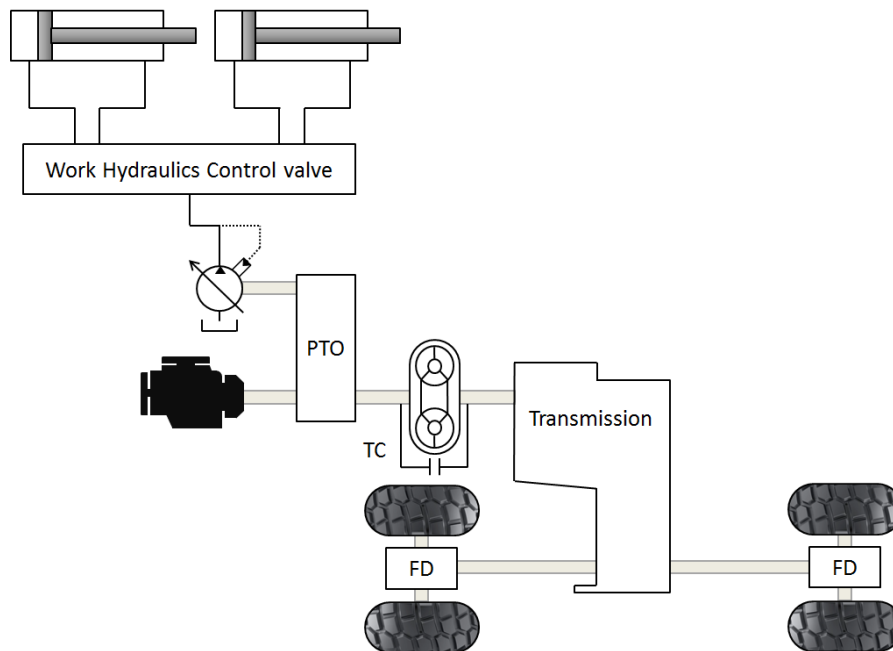 Work Hydraulics Control valve
PTO
Transmission
TC
FD
FD